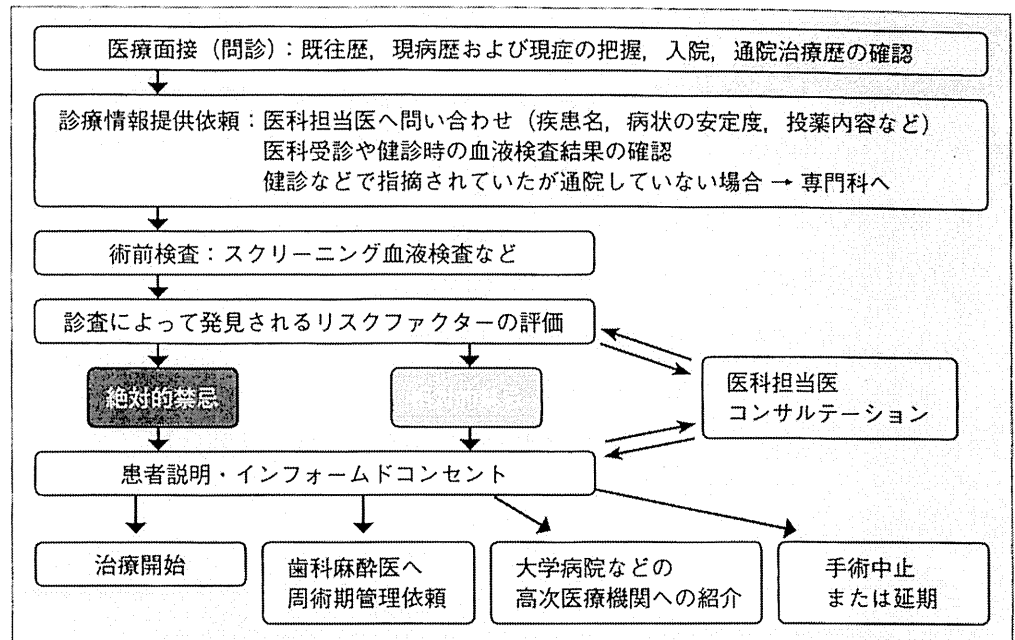 医療面接（問診）：既往歴，現病歴および現症の把握，入院，通院治療歴の確認
診療情報提供依頼：医科担当医へ問い合わせ（疾患名，病状の安定度，投薬内容など）
医科受診や健診時の血液検査結果の確認
健診などで指摘されていたが通院していない場合 → 専門科へ
術前検査：スクリーニング血液検査など
診査によって発見されるリスクファクターの評価
絶対的禁忌
医科担当医
コンサルテーション
患者説明・インフォームドコンセント
治療開始
歯科麻酔医へ
周術期管理依頼
大学病院などの
高次医療機関への紹介
手術中止
または延期